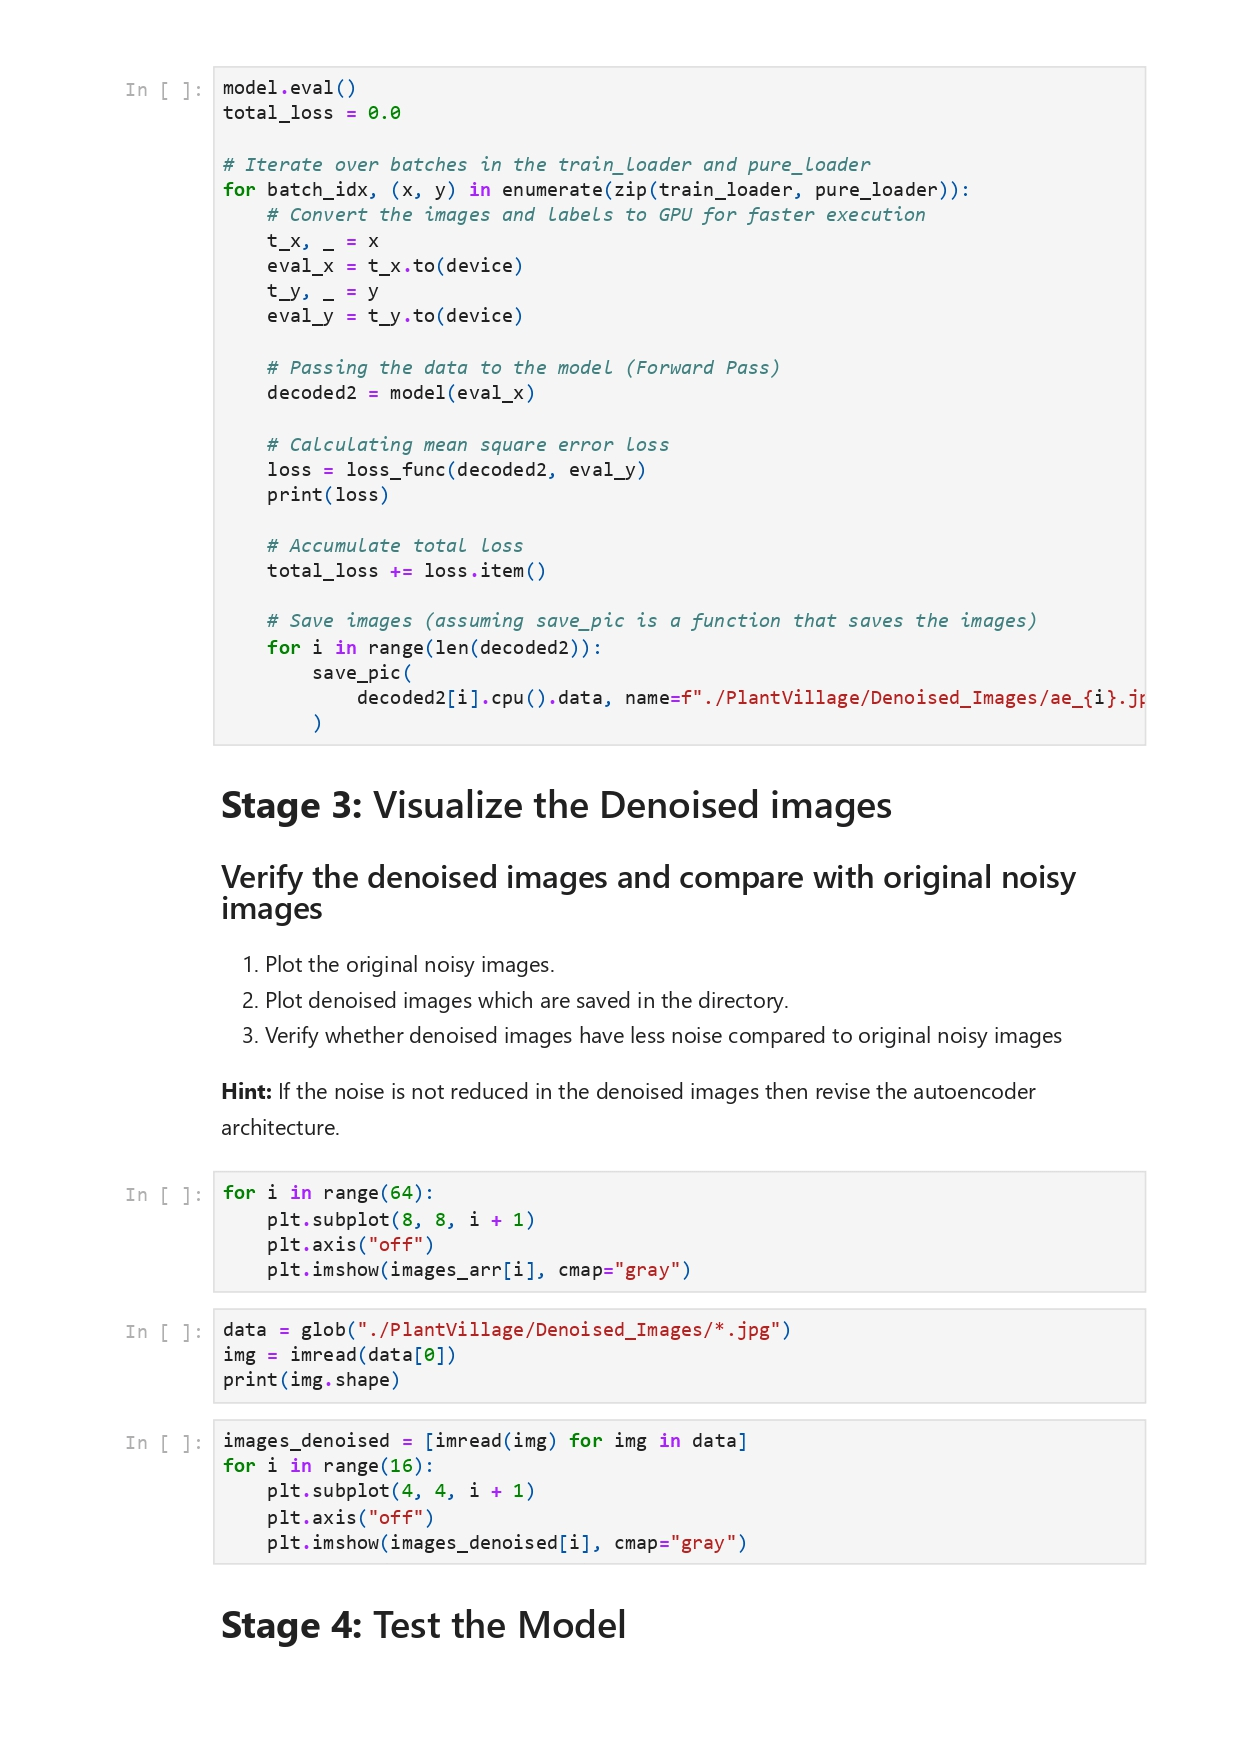 In [ ]:
model.eval()
total_loss = 0.0
# Iterate over batches in the train_loader and pure_loader
for batch_idx, (x, y) in enumerate(zip(train_loader, pure_loader)):
    # Convert the images and labels to GPU for faster execution
    t_x, _ = x
    eval_x = t_x.to(device)
    t_y, _ = y
    eval_y = t_y.to(device)
    # Passing the data to the model (Forward Pass)
    decoded2 = model(eval_x)
    # Calculating mean square error loss
    loss = loss_func(decoded2, eval_y)
    print(loss)
    # Accumulate total loss
    total_loss += loss.item()
    # Save images (assuming save_pic is a function that saves the images)
    for i in range(len(decoded2)):
        save_pic(
            decoded2[i].cpu().data, name=f"./PlantVillage/Denoised_Images/ae_{i}.jp
        )
Stage 3: Visualize the Denoised images
Verify the denoised images and compare with original noisy
images
1. Plot the original noisy images.
2. Plot denoised images which are saved in the directory.
3. Verify whether denoised images have less noise compared to original noisy images
Hint: If the noise is not reduced in the denoised images then revise the autoencoder
architecture.
In [ ]:
for i in range(64):
    plt.subplot(8, 8, i + 1)
    plt.axis("off")
    plt.imshow(images_arr[i], cmap="gray")
In [ ]:
data = glob("./PlantVillage/Denoised_Images/*.jpg")
img = imread(data[0])
print(img.shape)
In [ ]:
images_denoised = [imread(img) for img in data]
for i in range(16):
    plt.subplot(4, 4, i + 1)
    plt.axis("off")
    plt.imshow(images_denoised[i], cmap="gray")
Stage 4: Test the Model